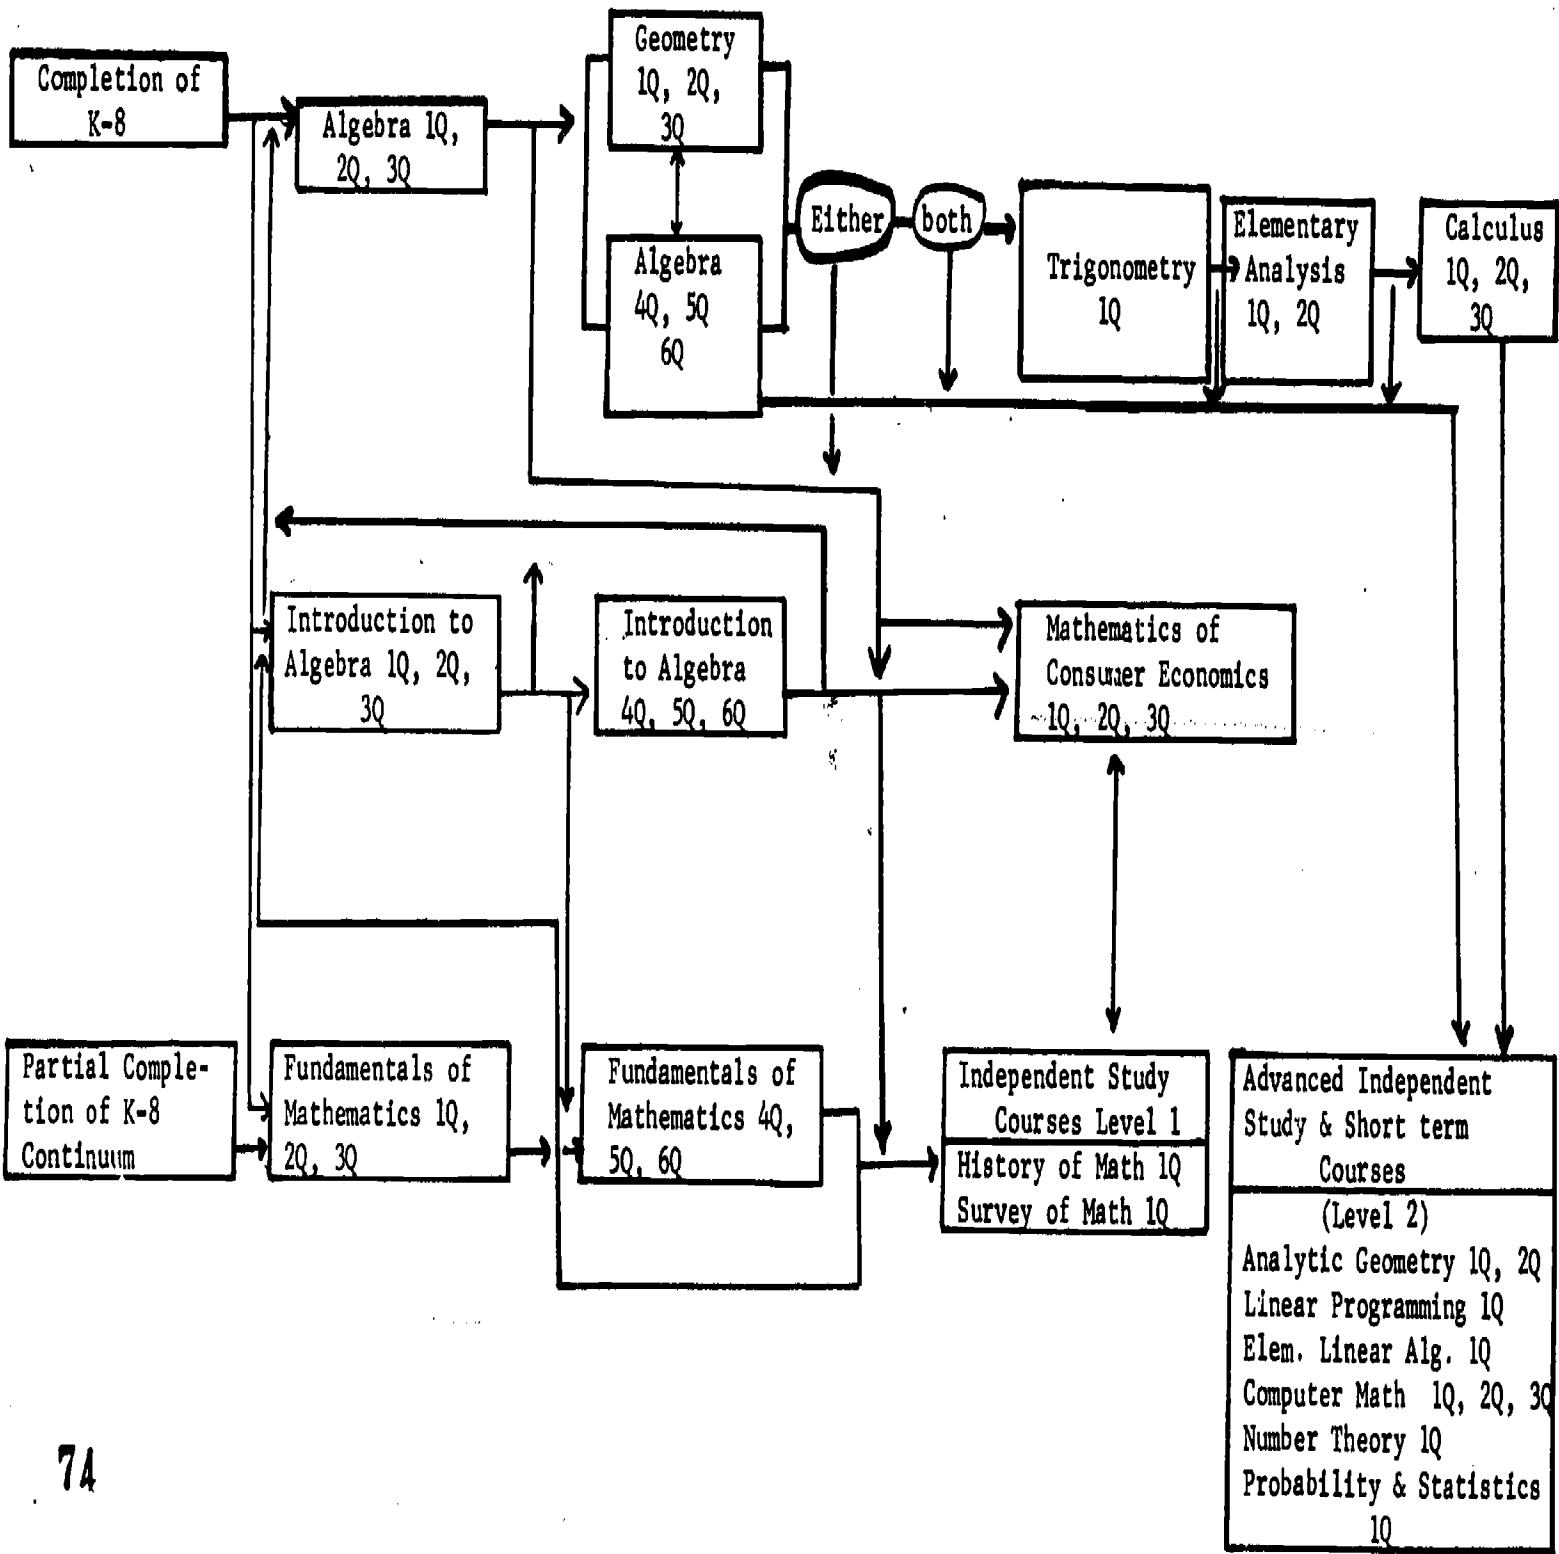 Completion of
K-8
Algebra 1Q,
2Q, 3Q
Geometry
1Q, 2Q,
3Q
Algebra
4Q, 5Q
6Q
Either
both
Trigonometry
1Q
Elementary
Analysis
1Q, 2Q
Calculus
1Q, 2Q,
3Q
Introduction to
Algebra 1Q, 2Q,
3Q
Introduction
to Algebra
4Q, 5Q, 6Q
Mathematics of
Consumer Economics
1Q, 2Q, 3Q
Partial Comple-
tion of K-8
Continuum
Fundamentals of
Mathematics 1Q,
2Q, 3Q
Fundamentals of
Mathematics 4Q,
5Q, 6Q
Independent Study
Courses Level 1
History of Math 1Q
Survey of Math 1Q
Advanced Independent
Study & Short term
Courses
(Level 2)
Analytic Geometry 1Q, 2Q
Linear Programming 1Q
Elem. Linear Alg. 1Q
Computer Math 1Q, 2Q, 3Q
Number Theory 1Q
Probability & Statistics
1Q
74